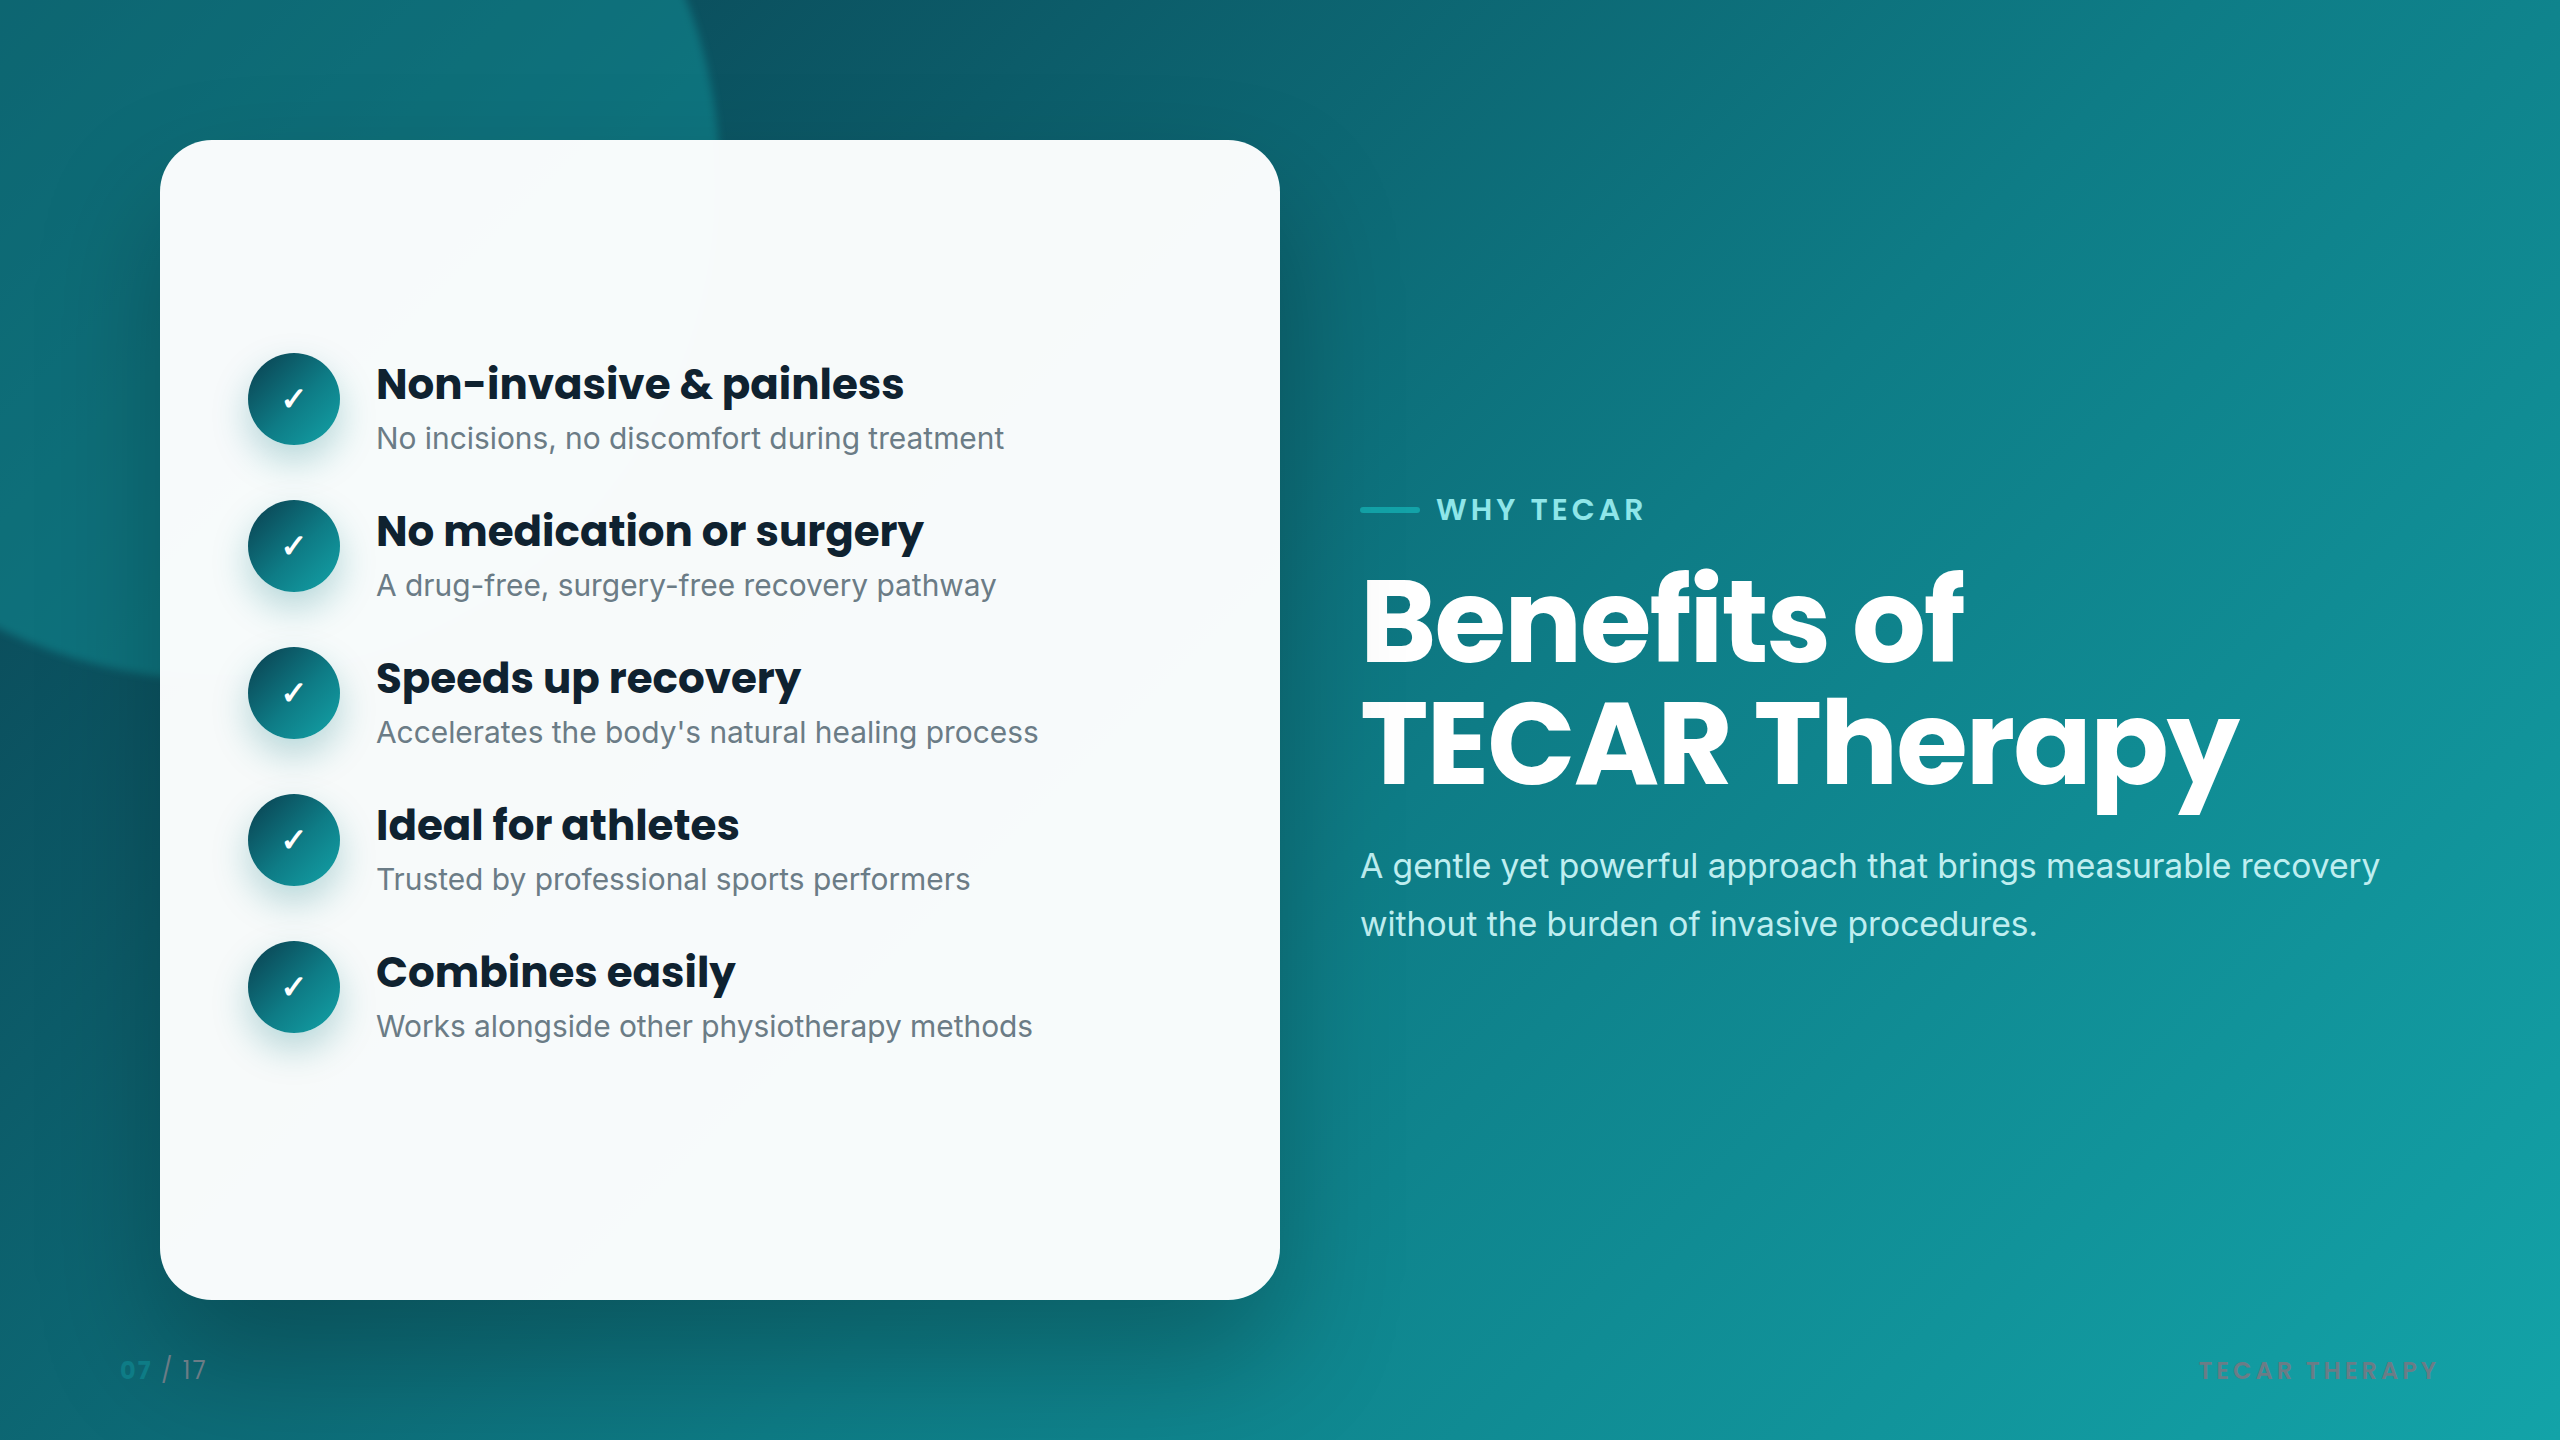 Non-invasive & painless
No incisions, no discomfort during treatment
No medication or surgery
A drug-free, surgery-free recovery pathway
Speeds up recovery
Accelerates the body's natural healing process
Ideal for athletes
Trusted by professional sports performers
Combines easily
Works alongside other physiotherapy methods
WHY TECAR
Benefits of
TECAR Therapy
A gentle yet powerful approach that brings measurable recovery
without the burden of invasive procedures.
07 / 17
TECAR THERAPY